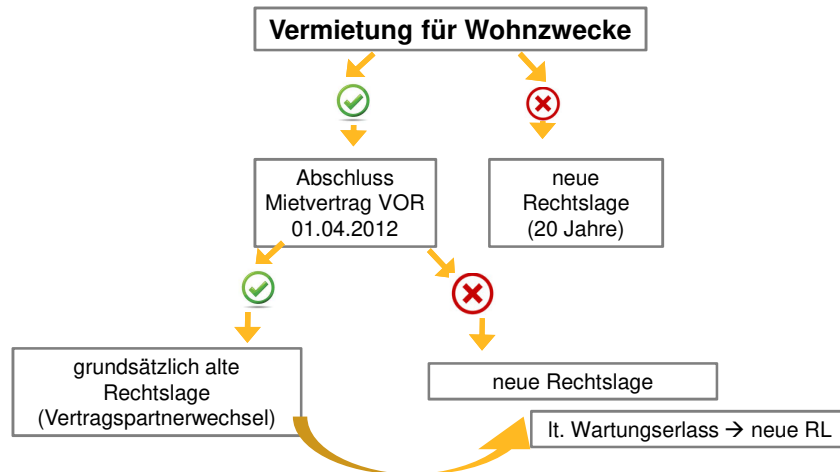 Vermietung für Wohnzwecke
Abschluss
Mietvertrag VOR
01.04.2012
neue
Rechtslage
(20 Jahre)
grundsätzlich alte
Rechtslage
(Vertragspartnerwechsel)
neue Rechtslage
lt. Wartungserlass → neue RL